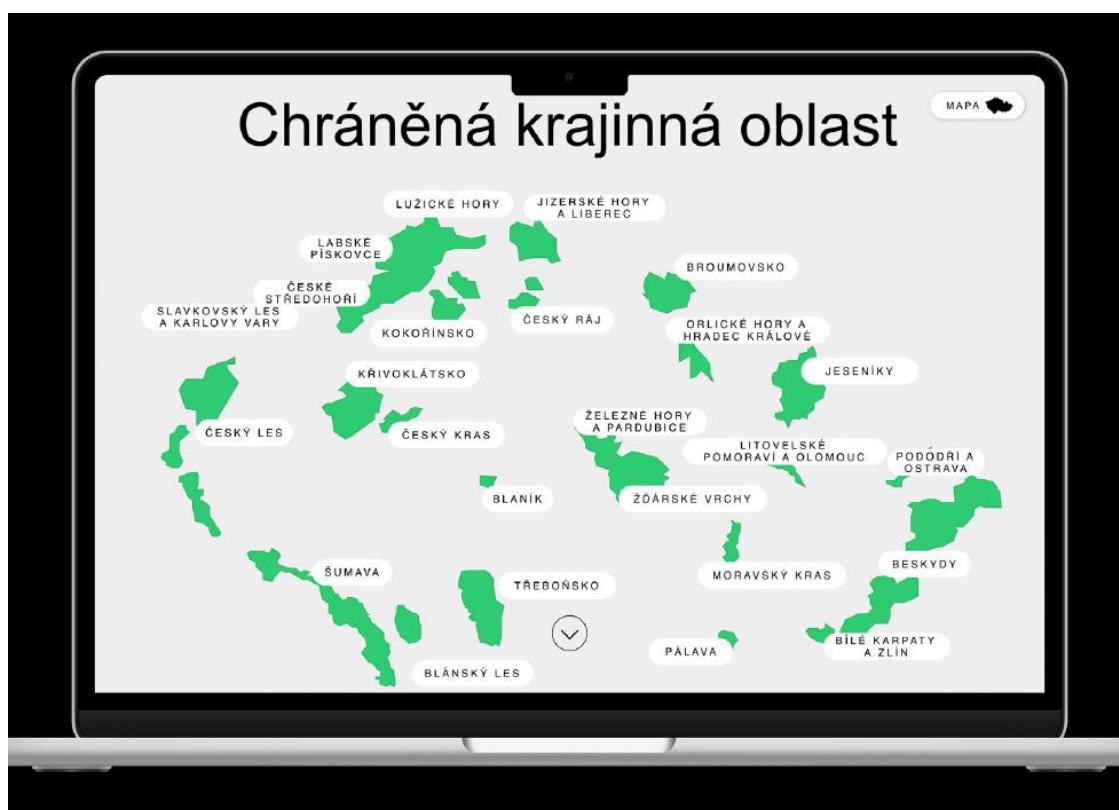 Chráněná krajinná oblast
MAPA
LUŽICKÉ HORY
JIZERSKÉ HORY
A LIBEREC
LABSKÉ
PÍSKOVCE
BROUMOVSKO
ČESKÉ
STŘEDOHOŘÍ
SLAVKOVSKÝ LES
A KARLOVY VARY
KOKOŘÍNSKO
ČESKÝ RÁJ
ORLICKÉ HORY A
HRADEC KRÁLOVÉ
KŘIVOKLÁTSKO
JESENÍKY
ČESKÝ LES
ČESKÝ KRAS
ŽELEZNÉ HORY
A PARDUBICE
LITOVELSKÉ
POMORAVÍ A OLOMOUC
PODÓDŘÍ A
OSTRAVA
BLANÍK
ŽĎÁRSKÉ VRCHY
ŠUMAVA
TŘEBOŇSKO
MORAVSKÝ KRAS
BESKYDY
BLÁNSKÝ LES
PÁLAVA
BÍLÉ KARPATY
A ZLÍN